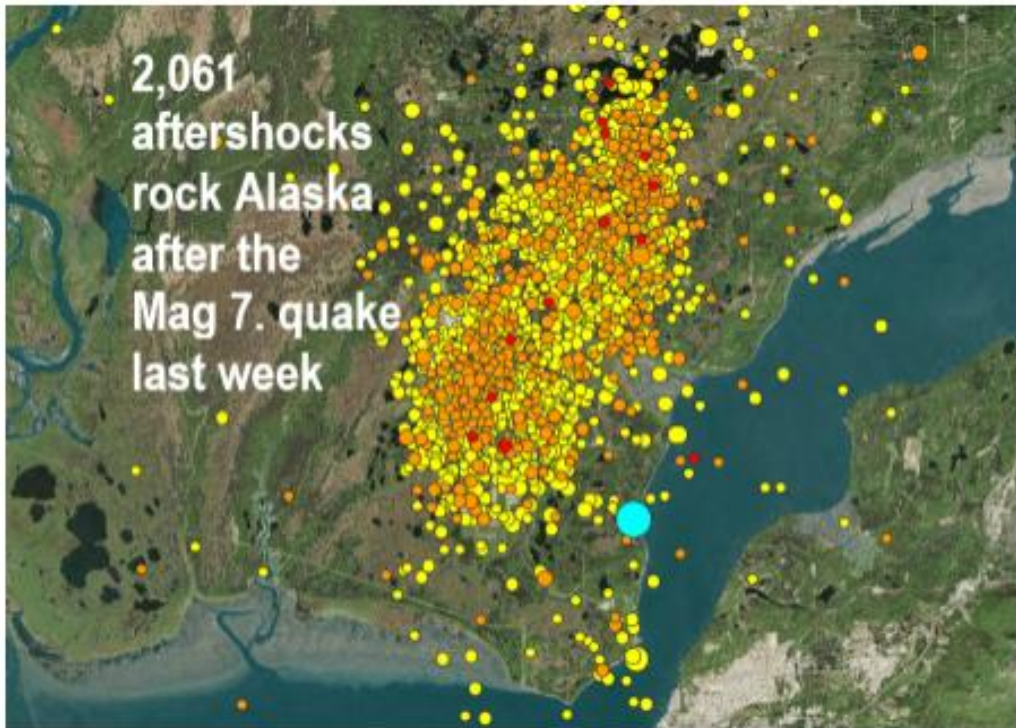 2,061
aftershocks
rock Alaska
after the
Mag 7. quake
last week